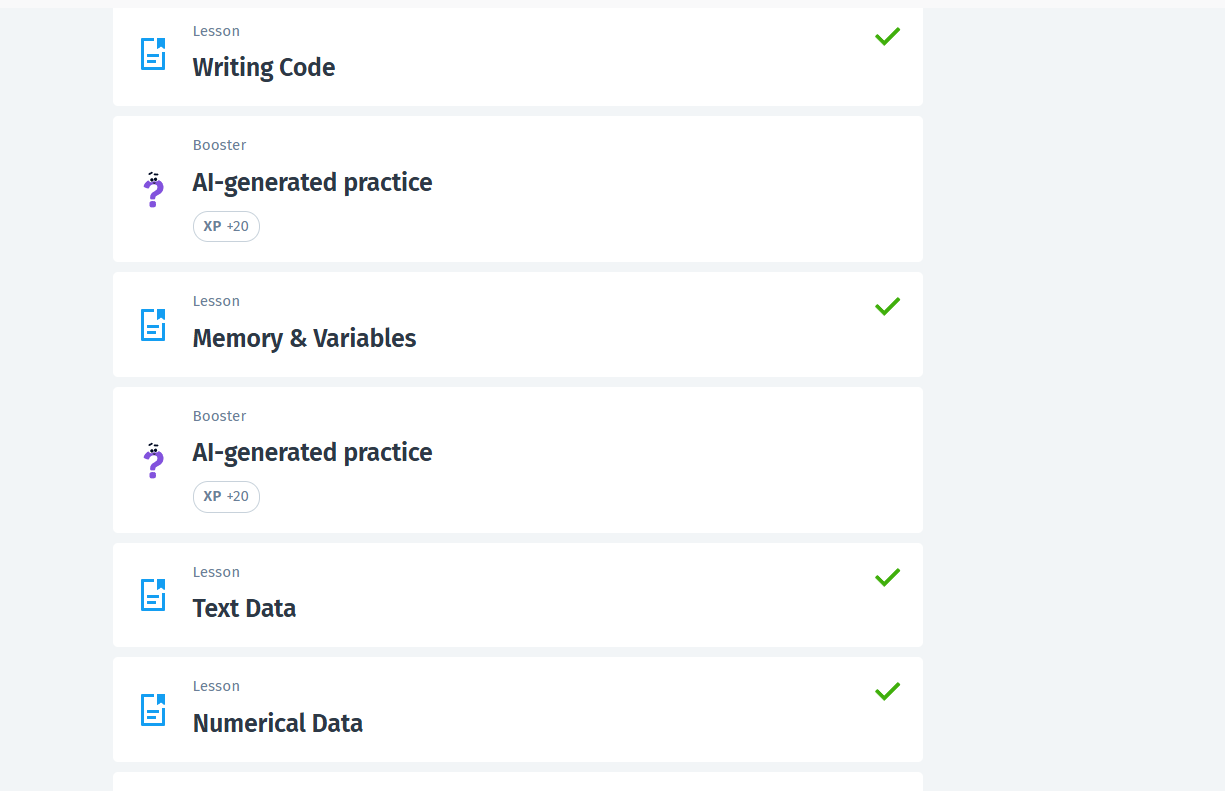 Lesson
Writing Code
Booster
AI-generated practice
XP +20
Lesson
Memory & Variables
Booster
AI-generated practice
XP +20
Lesson
Text Data
Lesson
Numerical Data